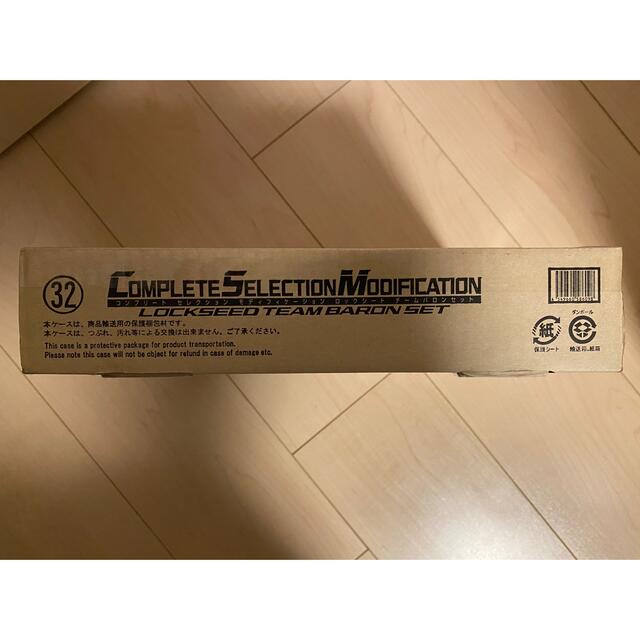 32
COMPLETE SELECTION MODIFICATION
コンプリート セレクション モディフィケーション ロックシード チームバロンセット
LOCKSEED TEAM BARON SET
本ケースは、商品輸送用の保護梱包材です。
本ケースは、つぶれ、汚れ等による交換は出来ません。ご了承ください。
This case is a protective package for product transportation.
Please note this case will not be object for refund in case of damage etc.
紙
保護シート
ダンボール
輸送用の紙箱